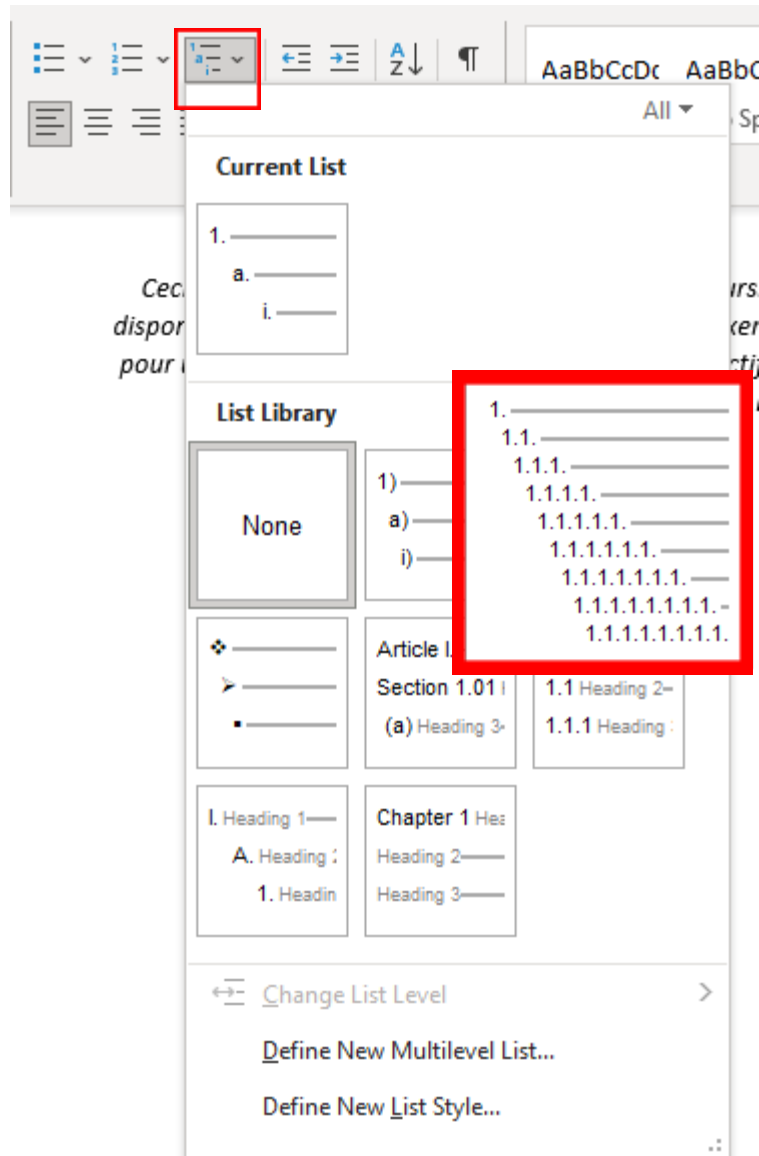 AaBbCcDc AaBbC
All
Current List
1.
a.
i.
List Library
None
1)
a)
i)
1.
1.1.
1.1.1.
1.1.1.1.
1.1.1.1.1.
1.1.1.1.1.1.
1.1.1.1.1.1.1.
1.1.1.1.1.1.1.1.
1.1.1.1.1.1.1.1.1.
Article I.
Section 1.01
(a) Heading 3
1.1 Heading 2
1.1.1 Heading
I. Heading 1
A. Heading 2
1. Headin
Chapter 1 Hea
Heading 2
Heading 3
Change List Level
Define New Multilevel List...
Define New List Style...